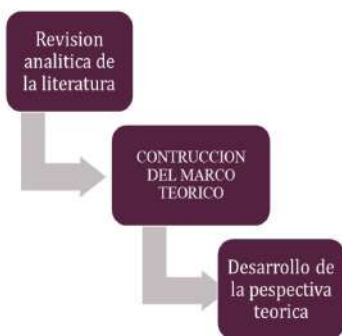 Revision
analitica de
la literatura
CONTRUCCION
DEL MARCO
TEORICO
Desarrollo de
la pespectiva
teorica